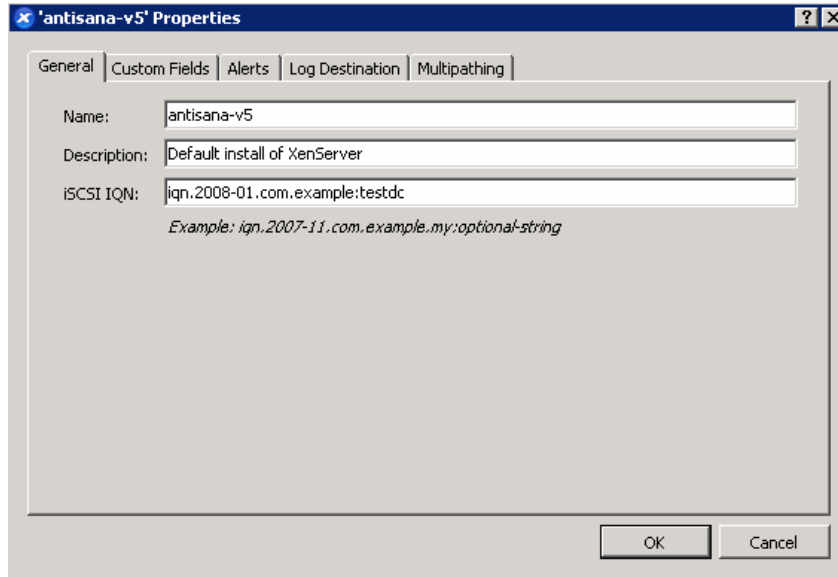 'antisana-v5' Properties
General Custom Fields Alerts Log Destination Multipathing
Name: antisana-v5
Description: Default install of XenServer
iSCSI IQN: iqn.2008-01.com.example:testdc
Example: iqn.2007-11.com.example.my:optional-string
OK Cancel